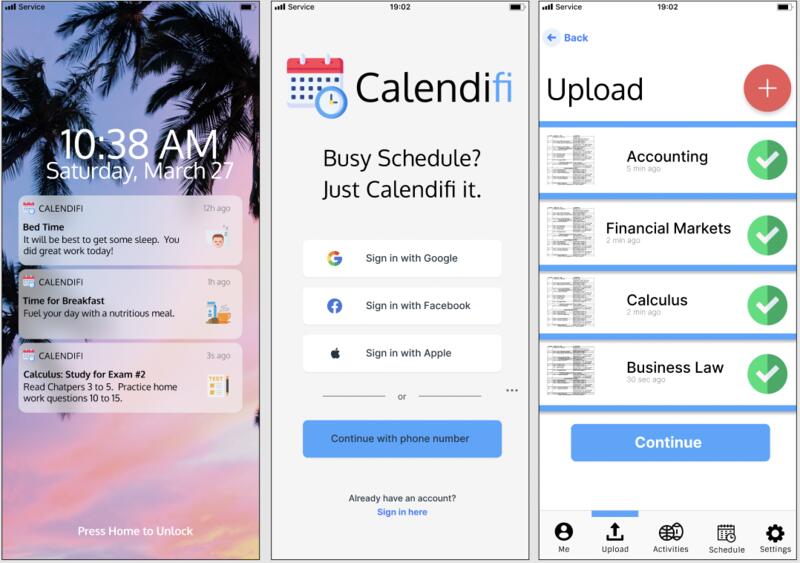 Service
10:38 AM
Saturday, March 27
CALENDIFI
12h ago
Bed Time
It will be best to get some sleep. You
did great work today!
CALENDIFI
1h ago
Time for Breakfast
Fuel your day with a nutritious meal.
CALENDIFI
3s ago
Calculus: Study for Exam #2
Read Chatpers 3 to 5. Practice home
work questions 10 to 15.
TEST
Press Home to Unlock
Service
19:02
Calendifi
Busy Schedule?
Just Calendifi it.
Sign in with Google
Sign in with Facebook
Sign in with Apple
or
Continue with phone number
Already have an account?
Sign in here
Service
19:02
Back
Upload
Accounting
5 min ago
Financial Markets
2 min ago
Calculus
2 min ago
Business Law
30 sec ago
Continue
Me
Upload
Activities
Schedule
Settings